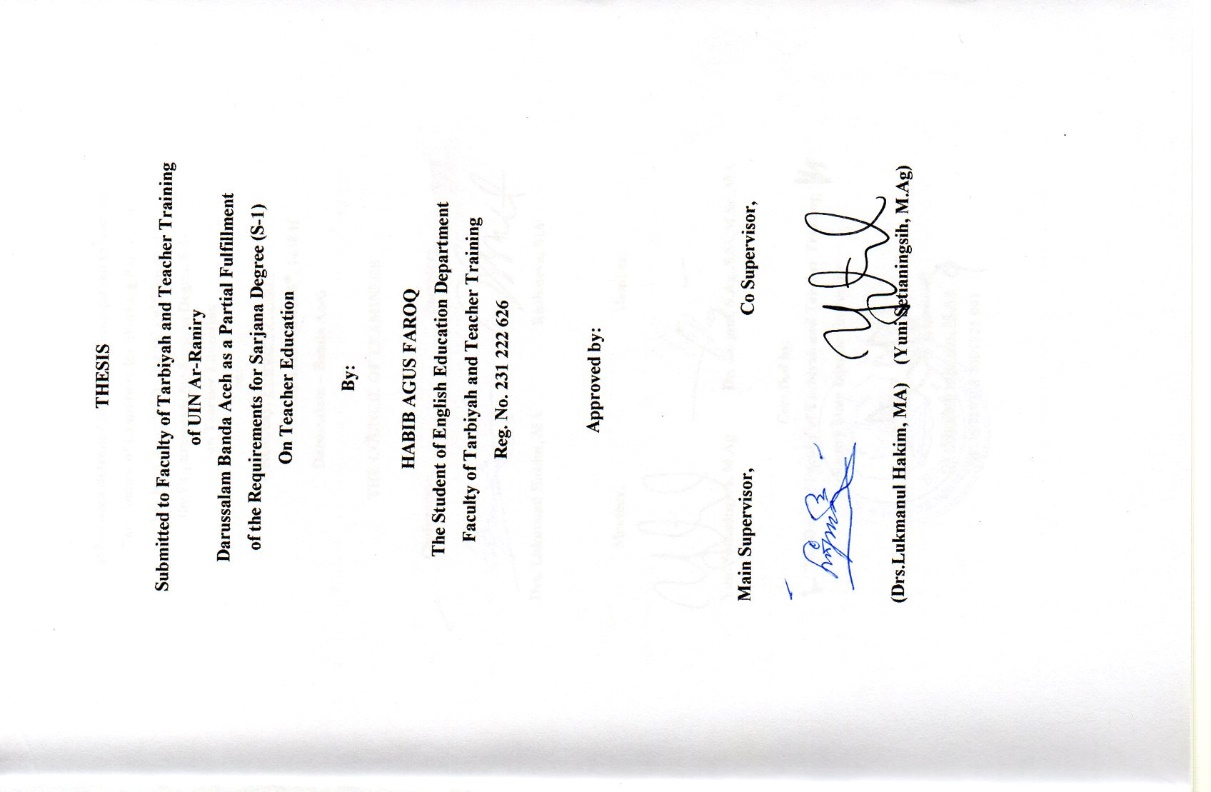 THESIS
Submitted to Faculty of Tarbiyah and Teacher Training
of UIN Ar-Raniry
Darussalam Banda Aceh as a Partial Fulfillment
of the Requirements for Sarjana Degree (S-1)
On Teacher Education
By:
HABIB AGUS FAROQ
The Student of English Education Department
Faculty of Tarbiyah and Teacher Training
Reg. No. 231 222 626
Approved by:
Main Supervisor, Co Supervisor,
(Drs.Lukmanul Hakim, MA) (Yuni Setianingsih, M.Ag)